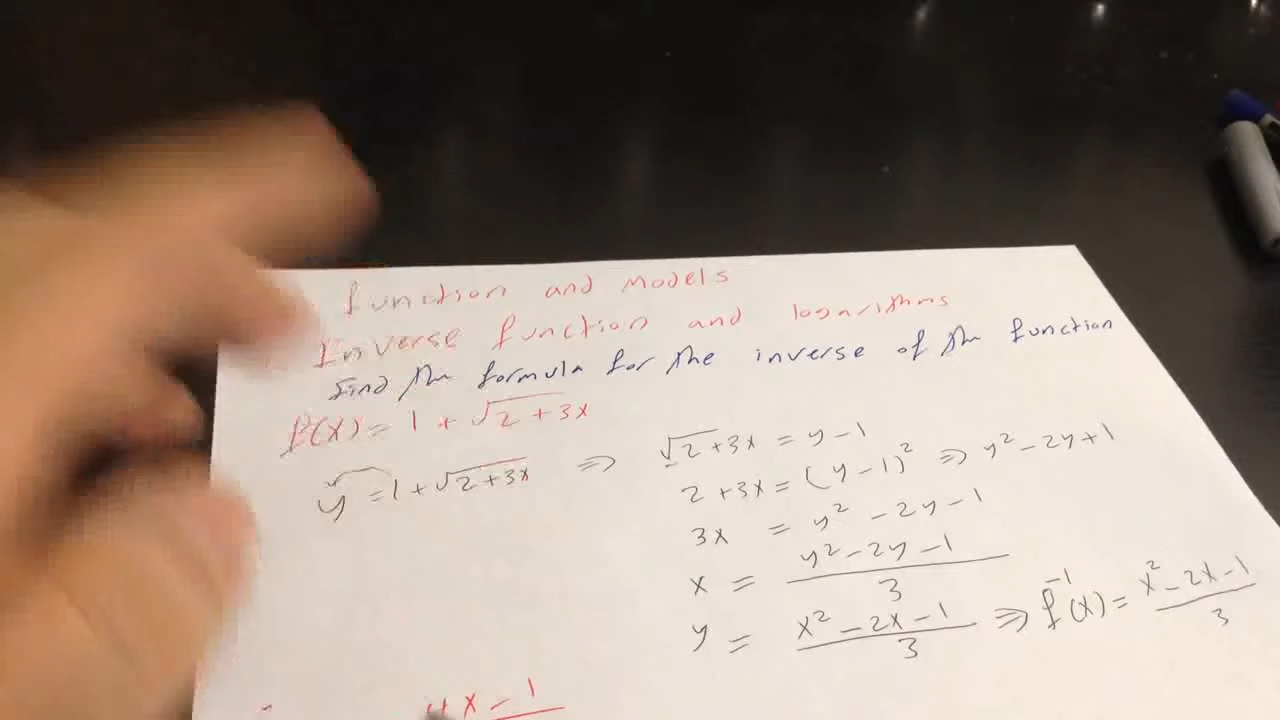 function and models
Inverse function and logarithms
find the formula for the inverse of the function
f(x) = 1 + √2+3x
y = 1 + √2+3x ⇒ √2+3x = y-1
2+3x = (y-1)² ⇒ y²-2y+1
3x = y²-2y-1
x = y²-2y-1 / 3
y = x²-2x-1 / 3 ⇒ f⁻¹(x) = x²-2x-1 / 3
4x-1